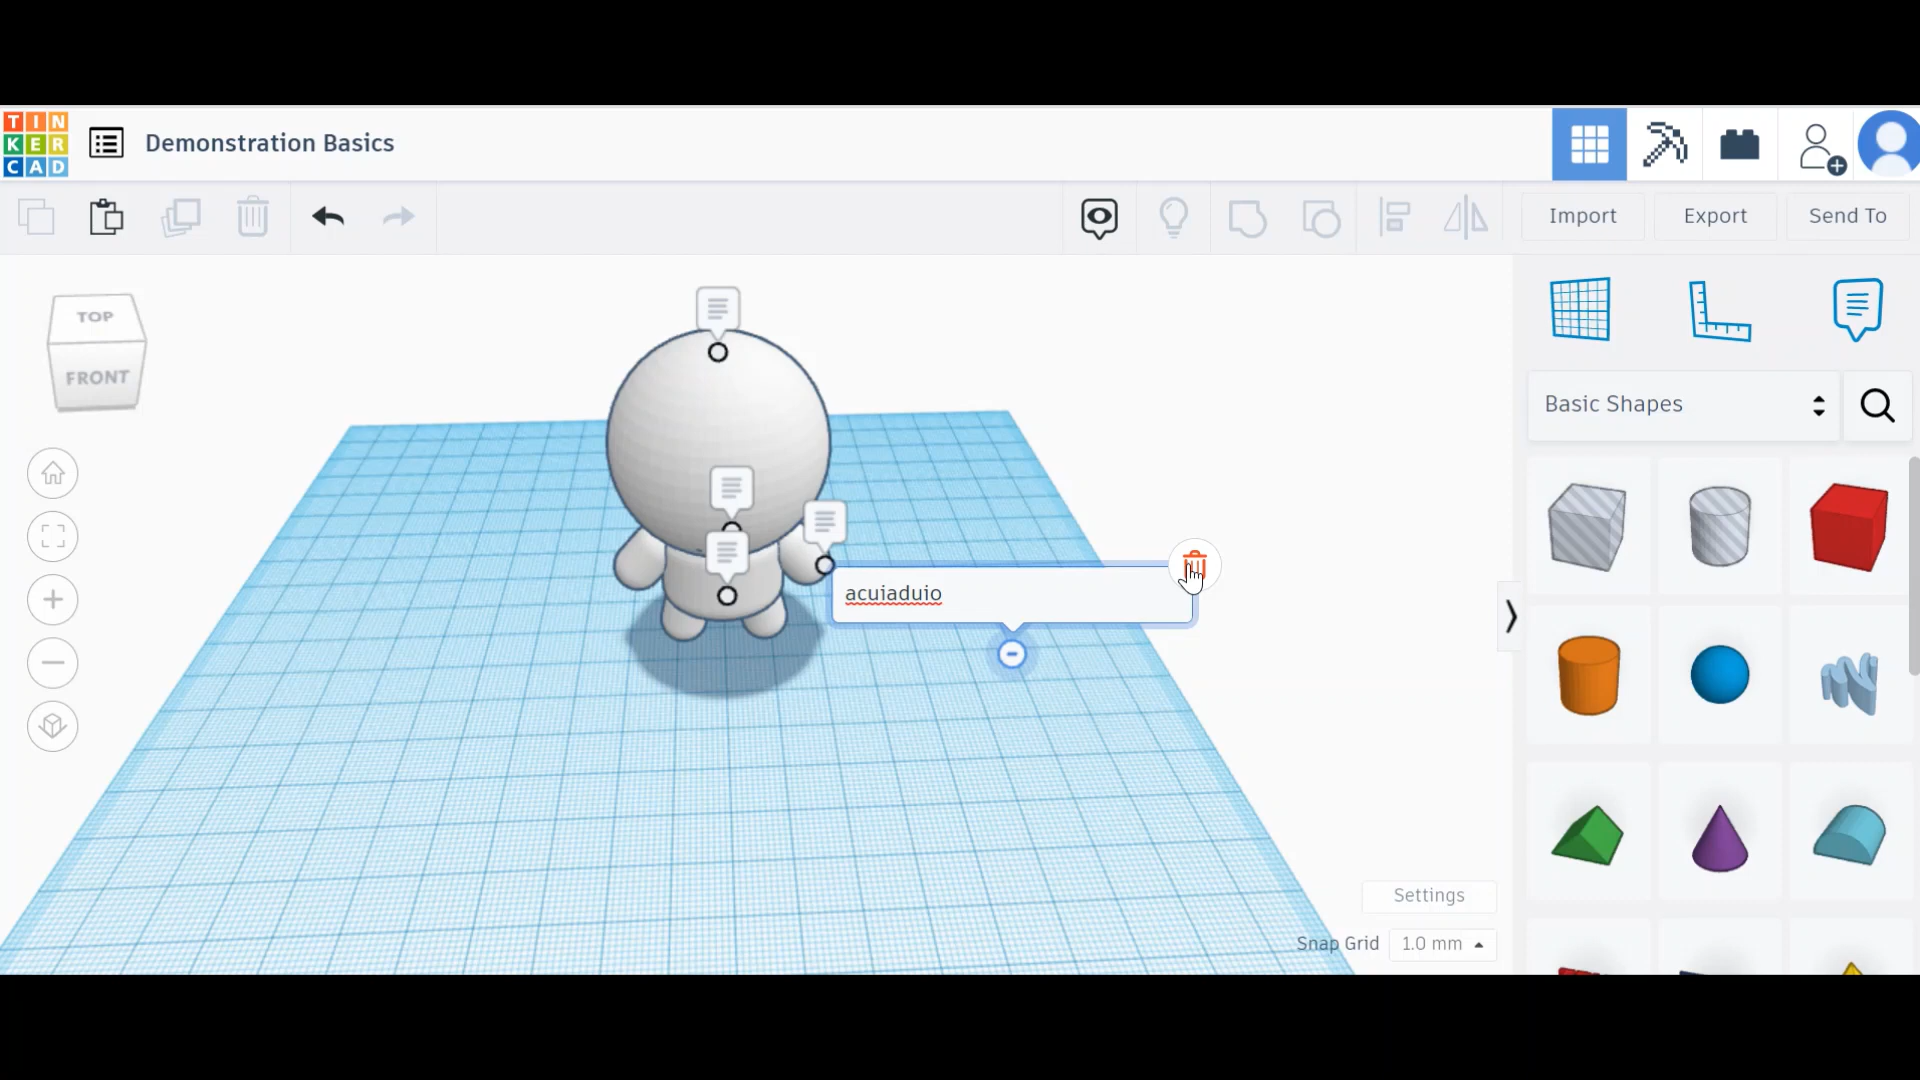 TIN
KER
CAD
Demonstration Basics
Import
Export
Send To
TOP
FRONT
Basic Shapes
acuiaduio
Settings
Snap Grid
1.0 mm